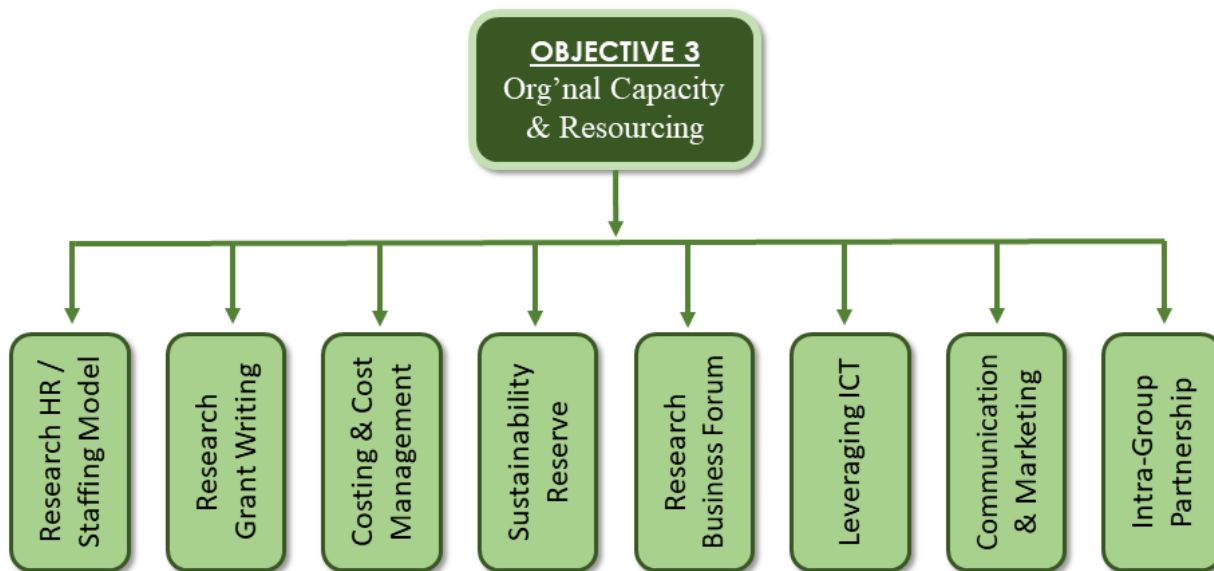 OBJECTIVE 3
Org'nal Capacity
& Resourcing
Research HR /
Staffing Model
Research
Grant Writing
Costing & Cost
Management
Sustainability
Reserve
Research
Business Forum
Leveraging ICT
Communication
& Marketing
Intra-Group
Partnership